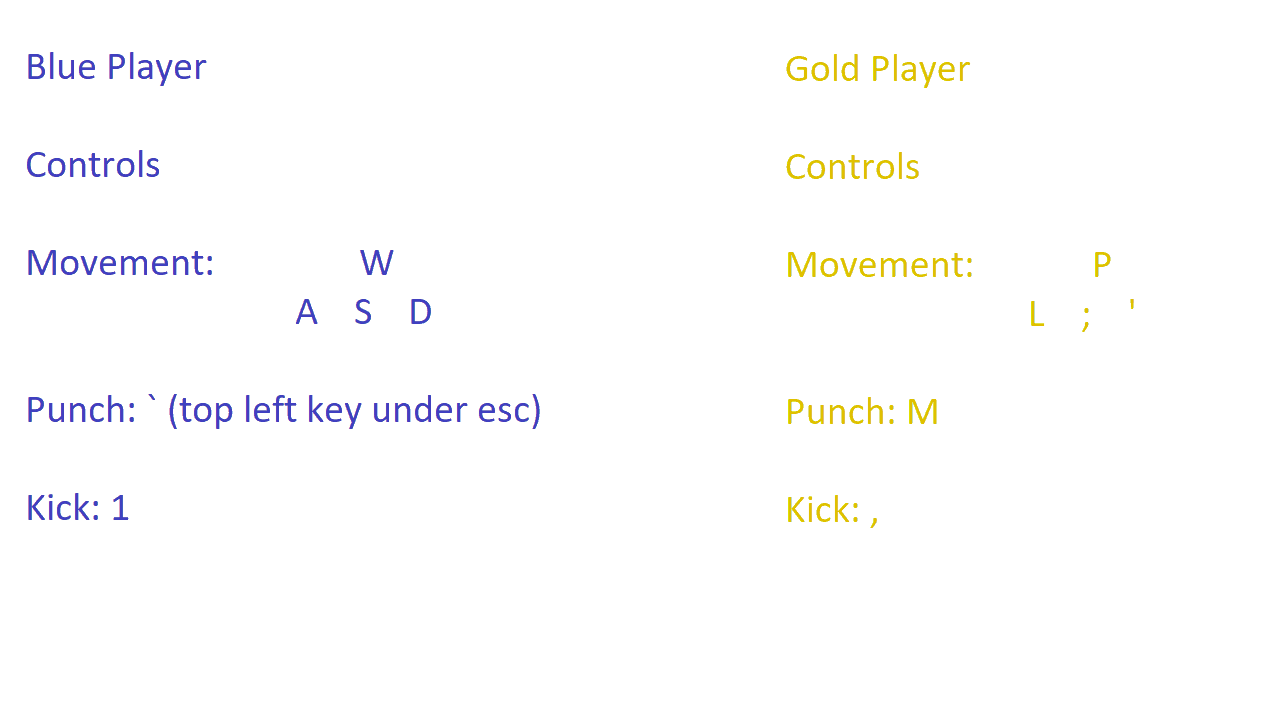 Blue Player
Controls
Movement: W
A S D
Punch: ` (top left key under esc)
Kick: 1
Gold Player
Controls
Movement: P
L ; '
Punch: M
Kick: ,